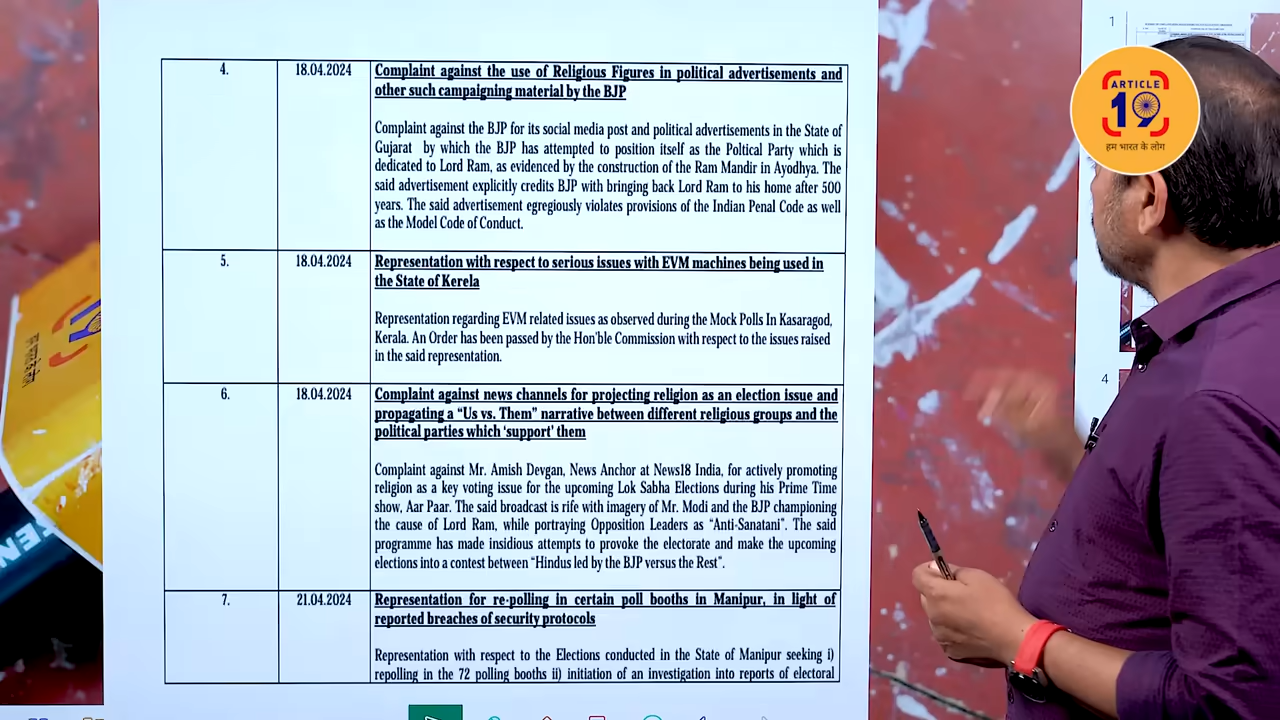 4.
18.04.2024
Complaint against the use of Religious Figures in political advertisements and
other such campaigning material by the BJP
Complaint against the BJP for its social media post and political advertisements in the State of
Gujarat by which the BJP has attempted to position itself as the Poltical Party which is
dedicated to Lord Ram, as evidenced by the construction of the Ram Mandir in Ayodhya. The
said advertisement explicitly credits BJP with bringing back Lord Ram to his home after 500
years. The said advertisement egregiously violates provisions of the Indian Penal Code as well
as the Model Code of Conduct.
5.
18.04.2024
Representation with respect to serious issues with EVM machines being used in
the State of Kerela
Representation regarding EVM related issues as observed during the Mock Polls In Kasaragod,
Kerala. An Order has been passed by the Hon'ble Commission with respect to the issues raised
in the said representation.
6.
18.04.2024
Complaint against news channels for projecting religion as an election issue and
propagating a “Us vs. Them” narrative between different religious groups and the
political parties which ‘support’ them
Complaint against Mr. Amish Devgan, News Anchor at News18 India, for actively promoting
religion as a key voting issue for the upcoming Lok Sabha Elections during his Prime Time
show, Aar Paar. The said broadcast is rife with imagery of Mr. Modi and the BJP championing
the cause of Lord Ram, while portraying Opposition Leaders as “Anti-Sanatani”. The said
programme has made insidious attempts to provoke the electorate and make the upcoming
elections into a contest between “Hindus led by the BJP versus the Rest”.
7.
21.04.2024
Representation for re-polling in certain poll booths in Manipur, in light of
reported breaches of security protocols
Representation with respect to the Elections conducted in the State of Manipur seeking i)
repolling in the 72 polling booths ii) initiation of an investigation into reports of electoral
ARTICLE
19
हम भारत के लोग
1
4